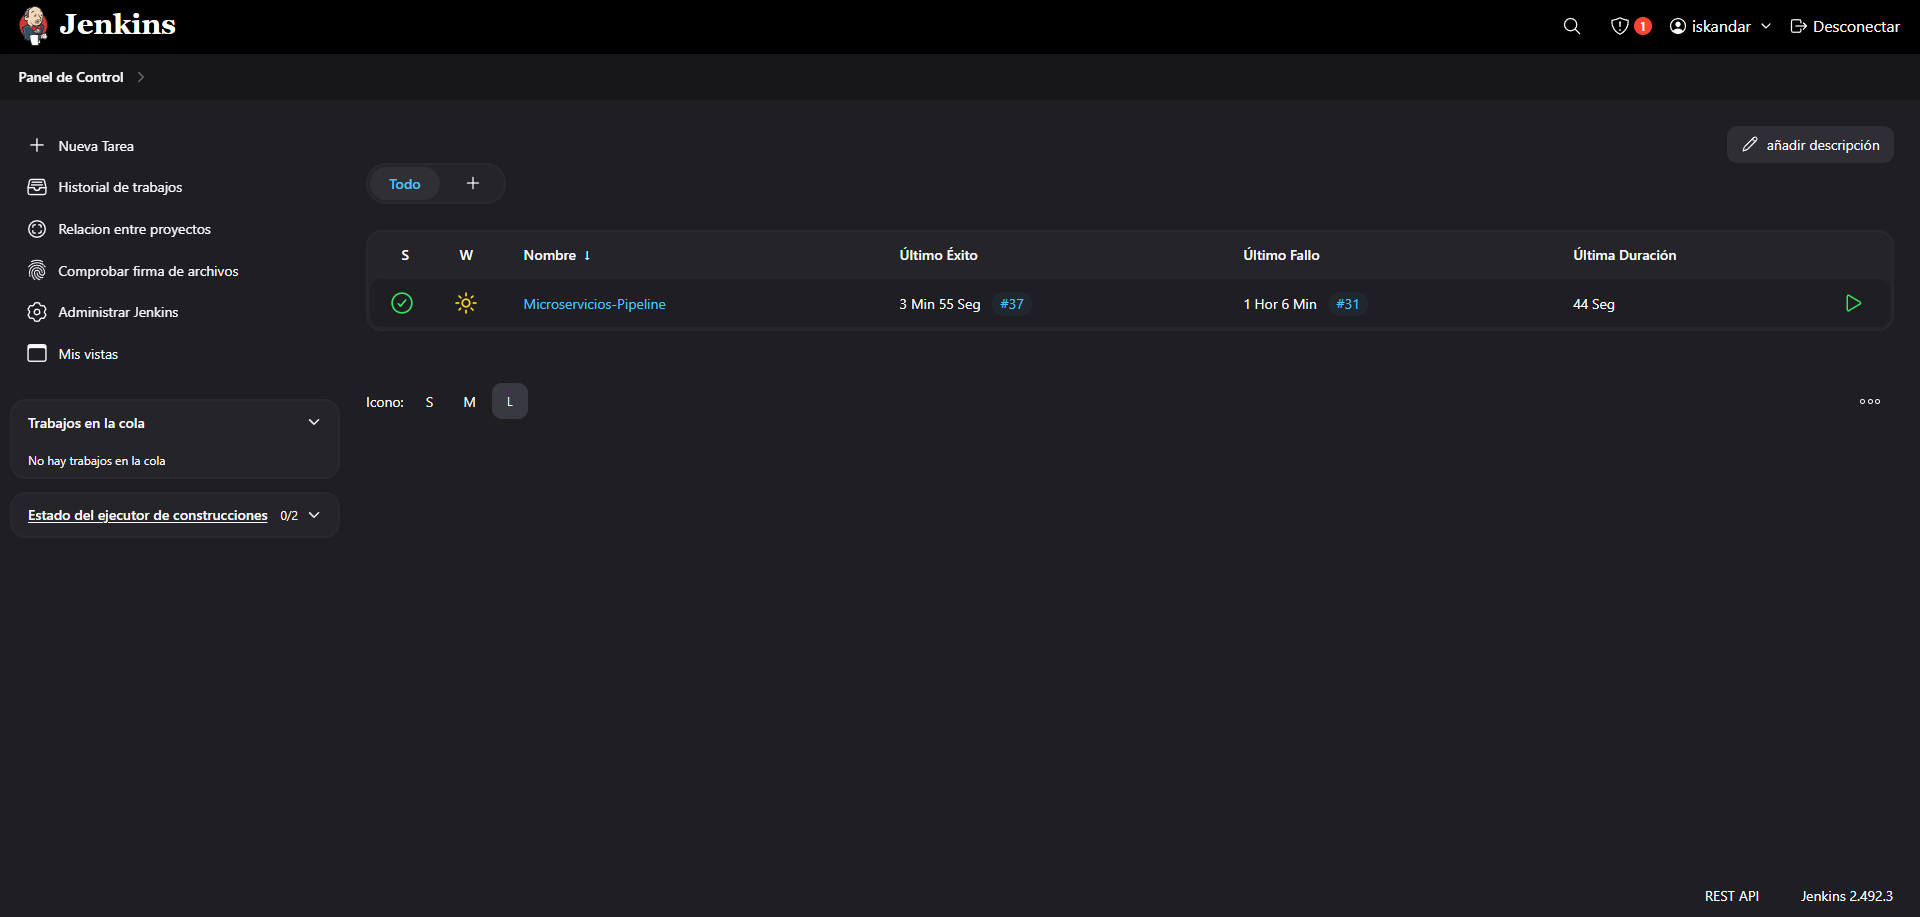 Jenkins
1 iskandar Desconectar
Panel de Control
Nueva Tarea
Historial de trabajos
Relacion entre proyectos
Comprobar firma de archivos
Administrar Jenkins
Mis vistas
Trabajos en la cola
No hay trabajos en la cola
Estado del ejecutor de construcciones 0/2
añadir descripción
Todo +
S W Nombre ↓ Último Éxito Último Fallo Última Duración
Microservicios-Pipeline 3 Min 55 Seg #37 1 Hor 6 Min #31 44 Seg
Icono: S M L
REST API Jenkins 2.492.3